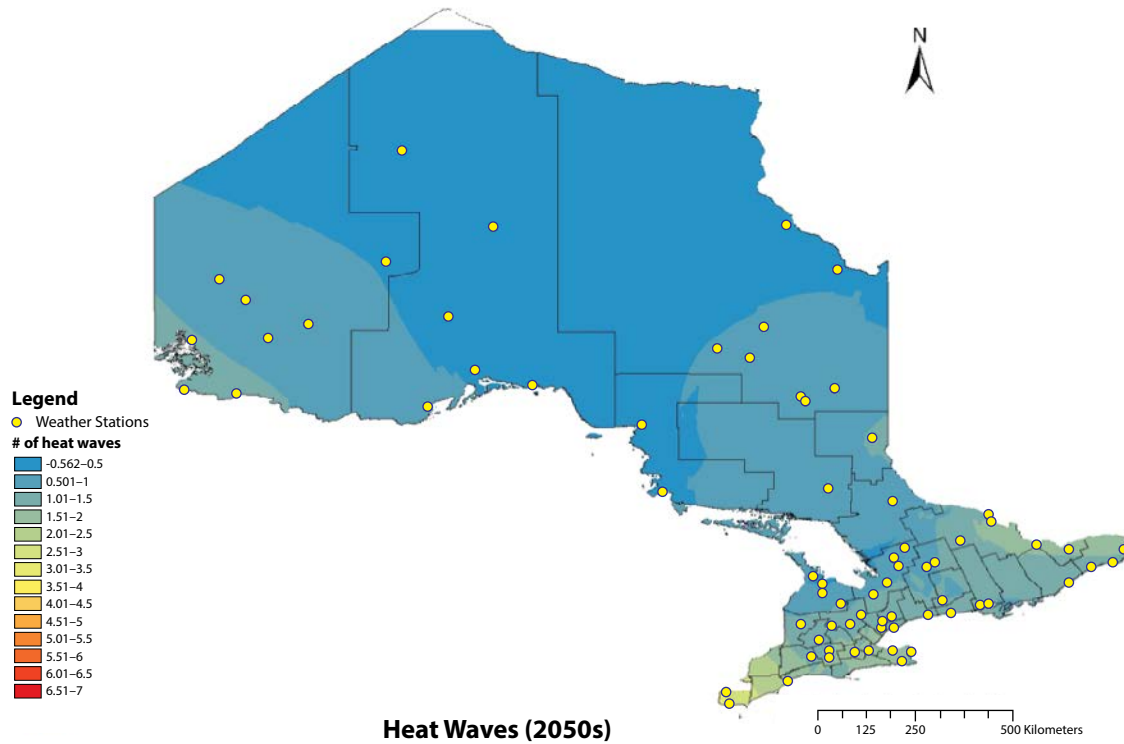 N
Legend
Weather Stations
# of heat waves
-0.562–0.5
0.501–1
1.01–1.5
1.51–2
2.01–2.5
2.51–3
3.01–3.5
3.51–4
4.01–4.5
4.51–5
5.01–5.5
5.51–6
6.01–6.5
6.51–7
Heat Waves (2050s)
0 125 250 500 Kilometers